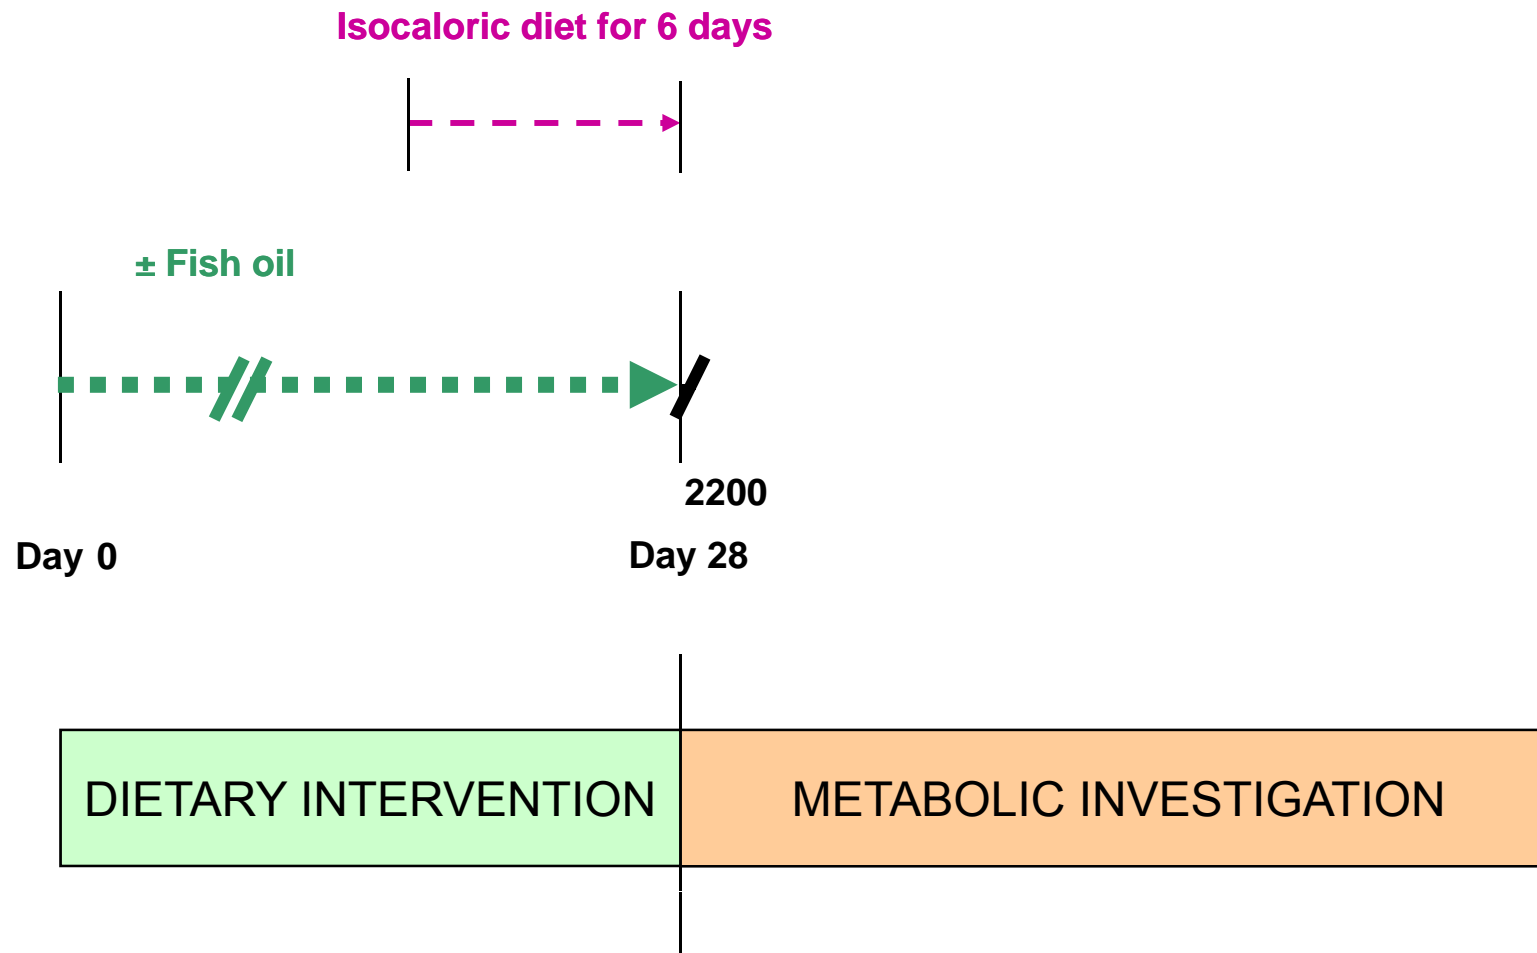 Isocaloric diet for 6 days
± Fish oil
2200
Day 0
Day 28
DIETARY INTERVENTION
METABOLIC INVESTIGATION